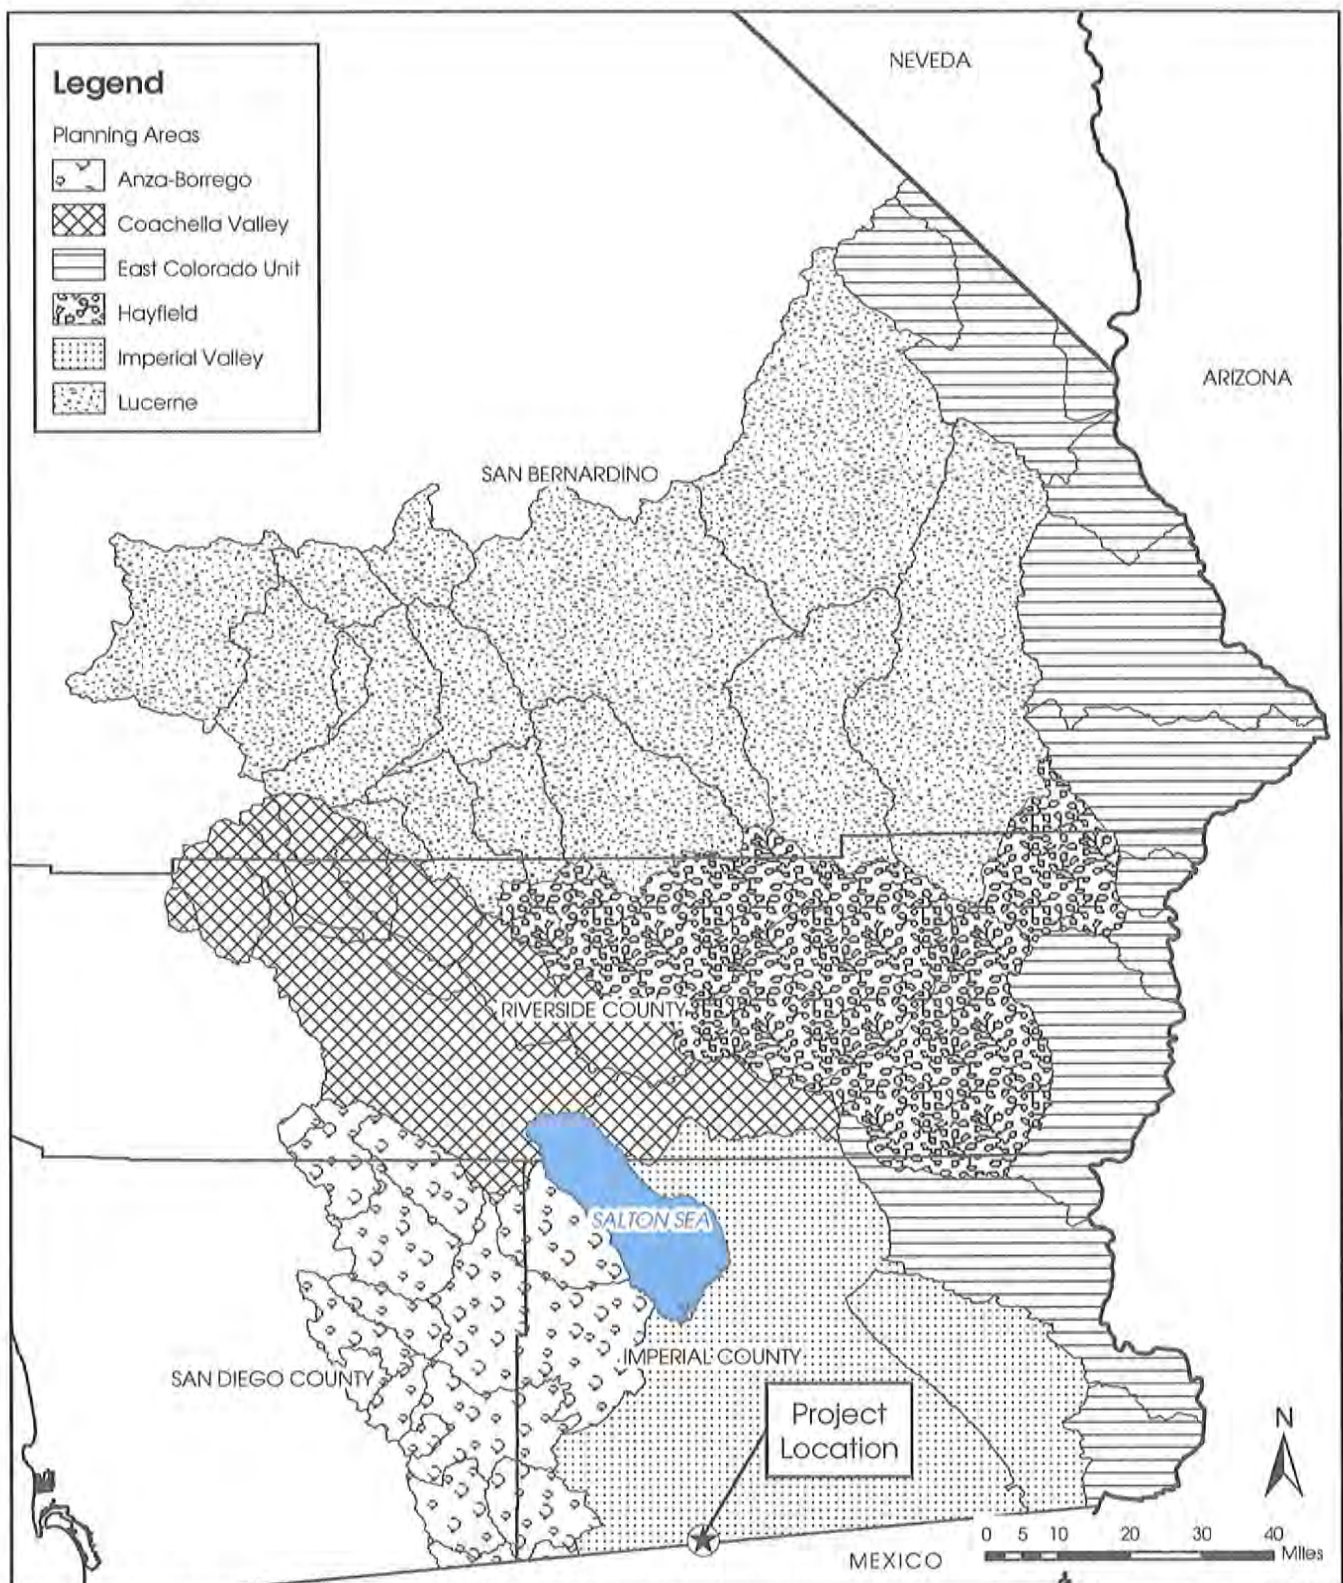 Legend
Planning Areas
Anza-Borrego
Coachella Valley
East Colorado Unit
Hayfield
Imperial Valley
Lucerne
NEVEDA
ARIZONA
SAN BERNARDINO
RIVERSIDE COUNTY
SALTON SEA
IMPERIAL COUNTY
SAN DIEGO COUNTY
Project
Location
N
0 5 10 20 30 40
Miles
MEXICO